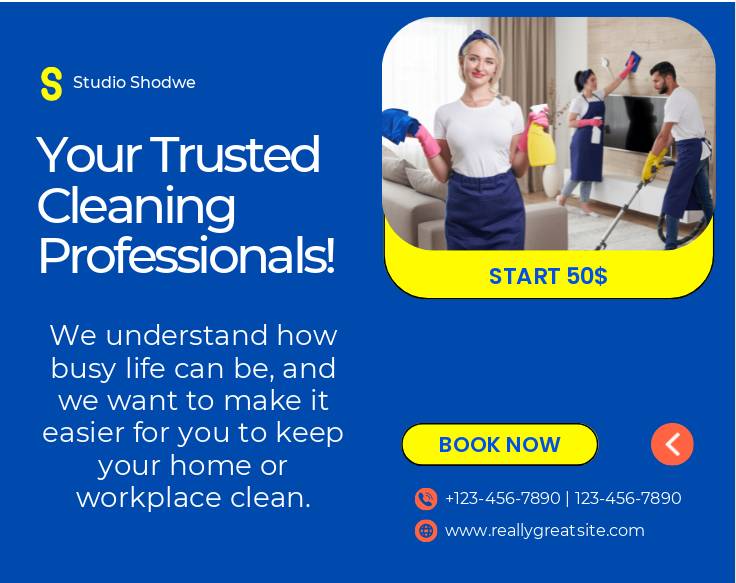 S
Studio Shodwe
Your Trusted
Cleaning
Professionals!
We understand how
busy life can be, and
we want to make it
easier for you to keep
your home or
workplace clean.
START 50$
BOOK NOW
+123-456-7890 | 123-456-7890
www.reallygreatsite.com